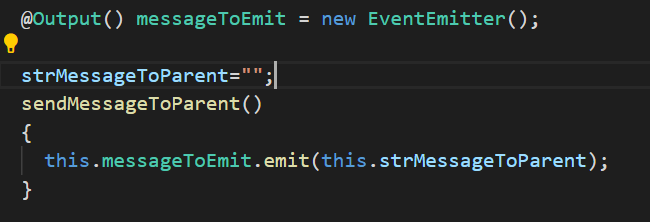 @Output() messageToEmit = new EventEmitter();
strMessageToParent="";
sendMessageToParent()
{
this.messageToEmit.emit(this.strMessageToParent);
}